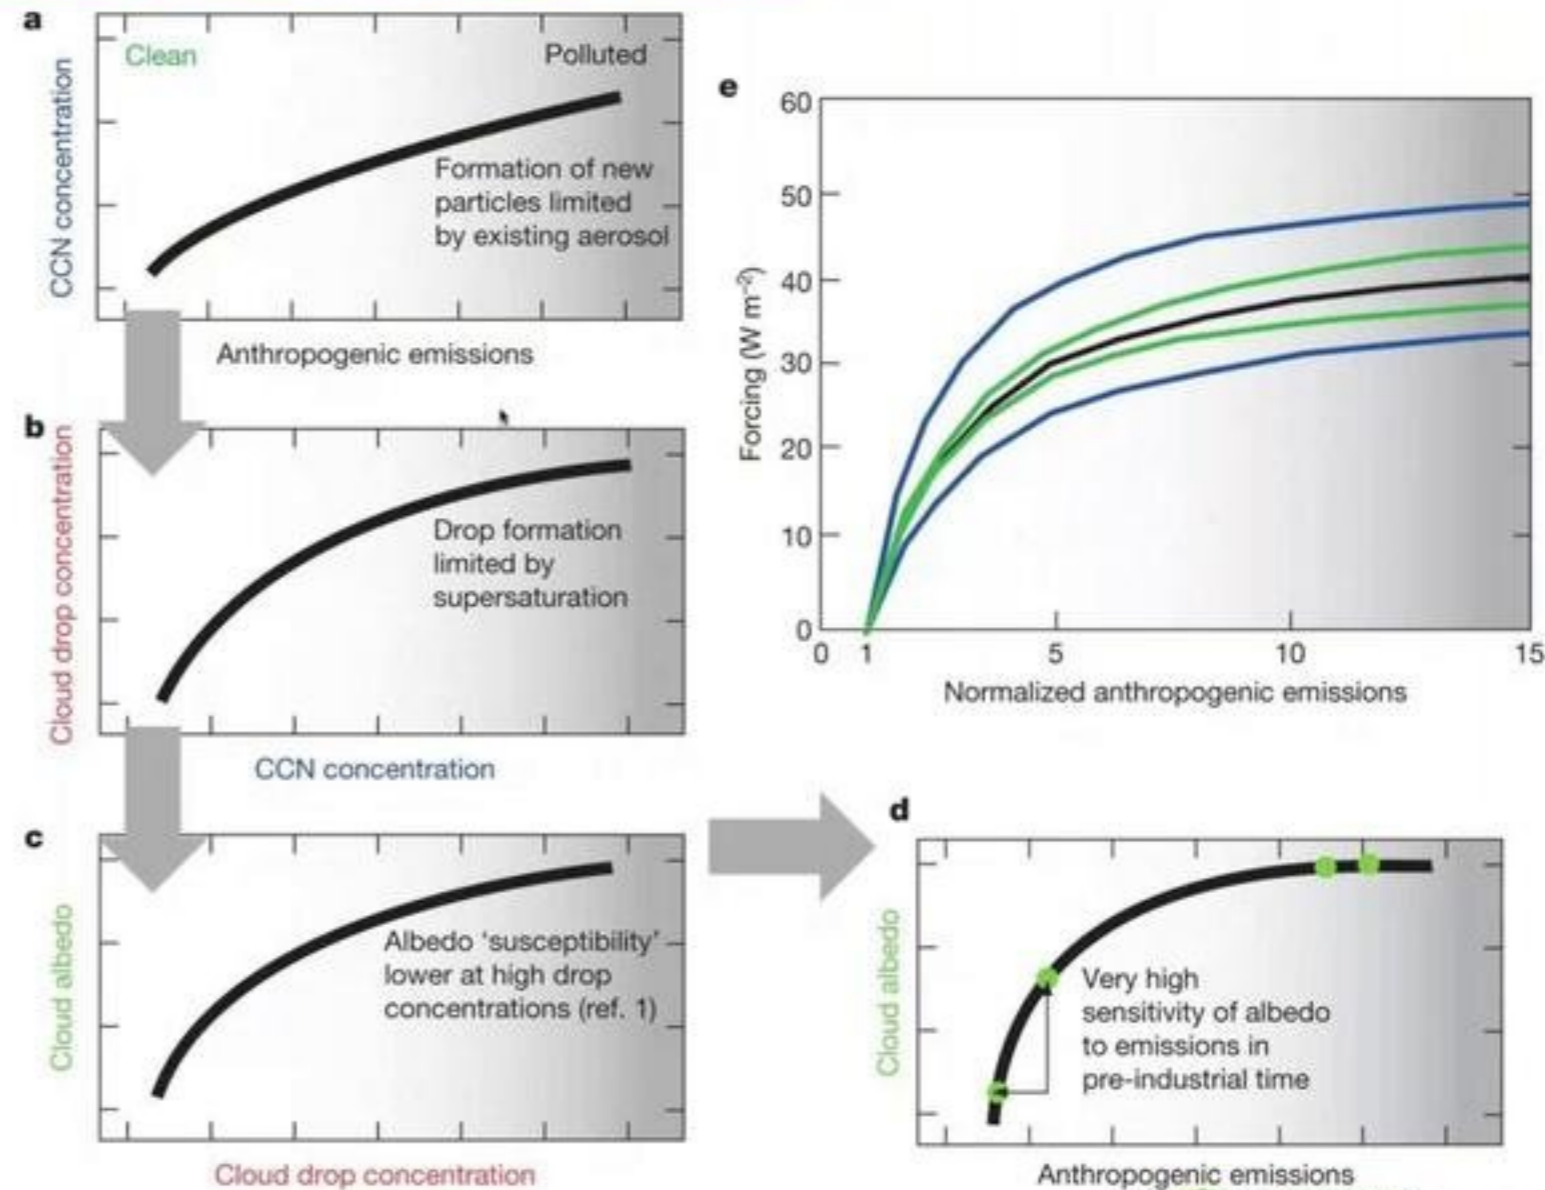 a
Clean
Polluted
CCN concentration
Formation of new
particles limited
by existing aerosol
Anthropogenic emissions
b
Cloud drop concentration
Drop formation
limited by
supersaturation
CCN concentration
c
Cloud albedo
Albedo ‘susceptibility’
lower at high drop
concentrations (ref. 1)
Cloud drop concentration
e
60
50
40
30
20
10
0
Forcing (W m⁻²)
0 1 5 10 15
Normalized anthropogenic emissions
d
Cloud albedo
Very high
sensitivity of albedo
to emissions in
pre-industrial time
Anthropogenic emissions